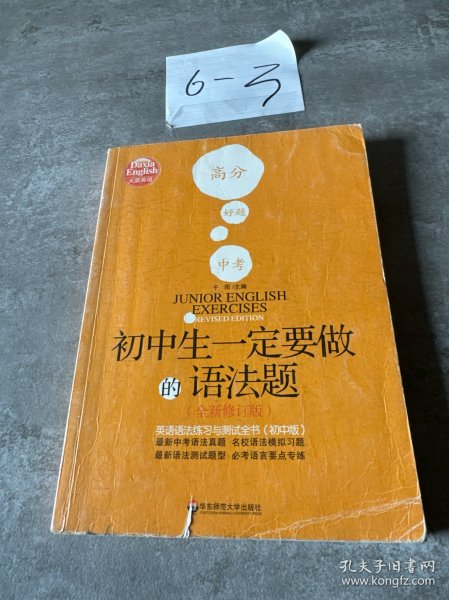 6-3
Daxia
English
大夏英语
高分
好题
中考
于雨/主编
JUNIOR ENGLISH
EXERCISES
REVISED EDITION
初中生一定要做
的语法题
(全新修订版)
英语语法练习与测试全书(初中版)
最新中考语法真题 名校语法模拟习题
最新语法测试题型 必考语言要点专练
华东师范大学出版社
孔夫子旧书网
www.kongfz.com